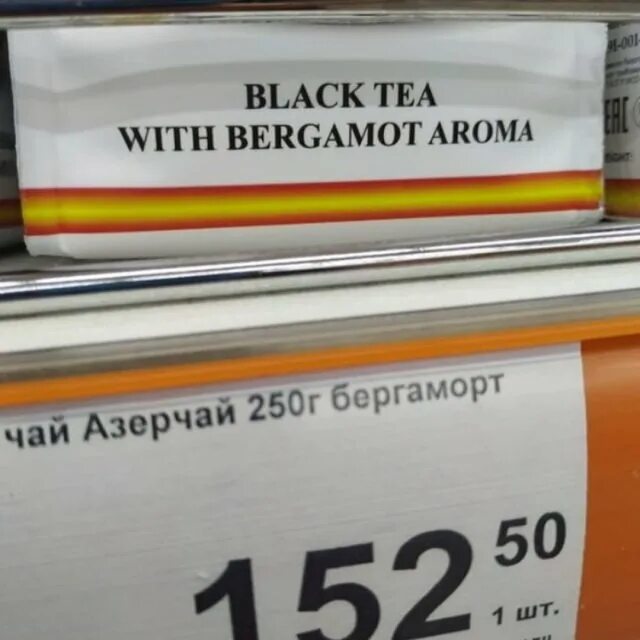 BLACK TEA
WITH BERGAMOT AROMA
чай Азерчай 250г бергаморт
152 50
1 шт.